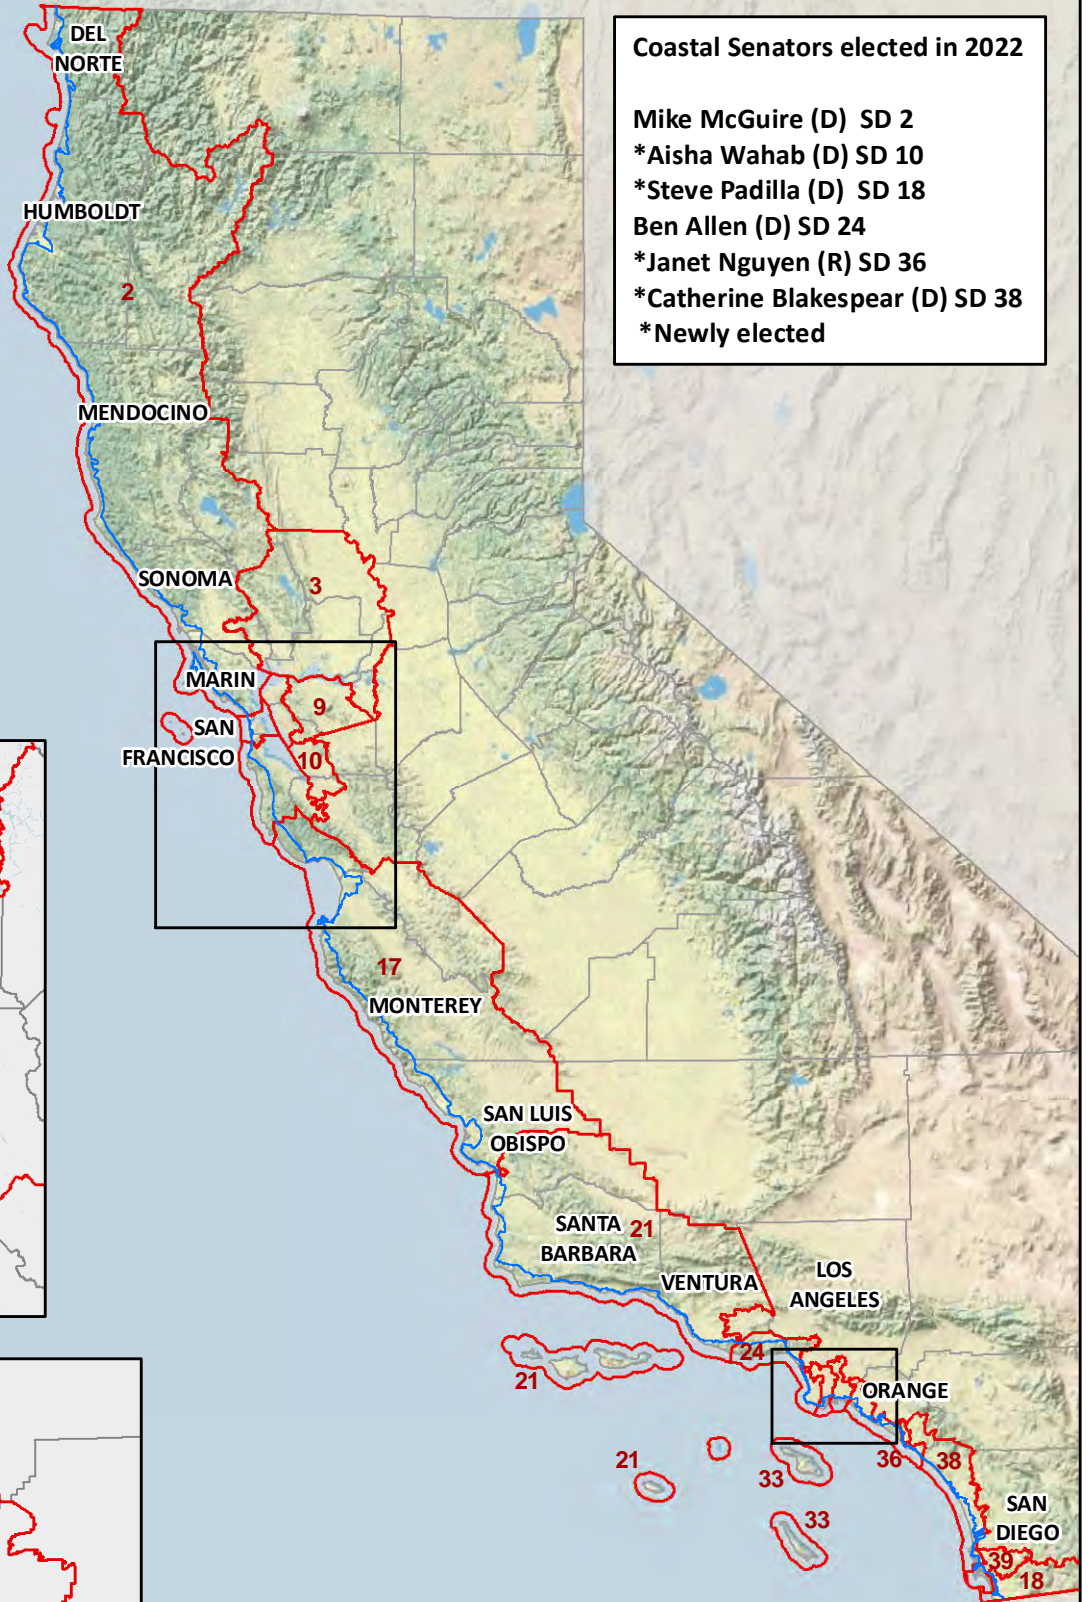 Coastal Senators elected in 2022
Mike McGuire (D)  SD 2
*Aisha Wahab (D) SD 10
*Steve Padilla (D)  SD 18
Ben Allen (D) SD 24
*Janet Nguyen (R) SD 36
*Catherine Blakespear (D) SD 38
*Newly elected
DEL
NORTE
HUMBOLDT
2
MENDOCINO
SONOMA
3
MARIN
9
SAN
FRANCISCO
10
17
MONTEREY
SAN LUIS
OBISPO
SANTA
BARBARA
21
VENTURA
LOS
ANGELES
24
21
ORANGE
21
33
36
38
33
SAN
DIEGO
39
18